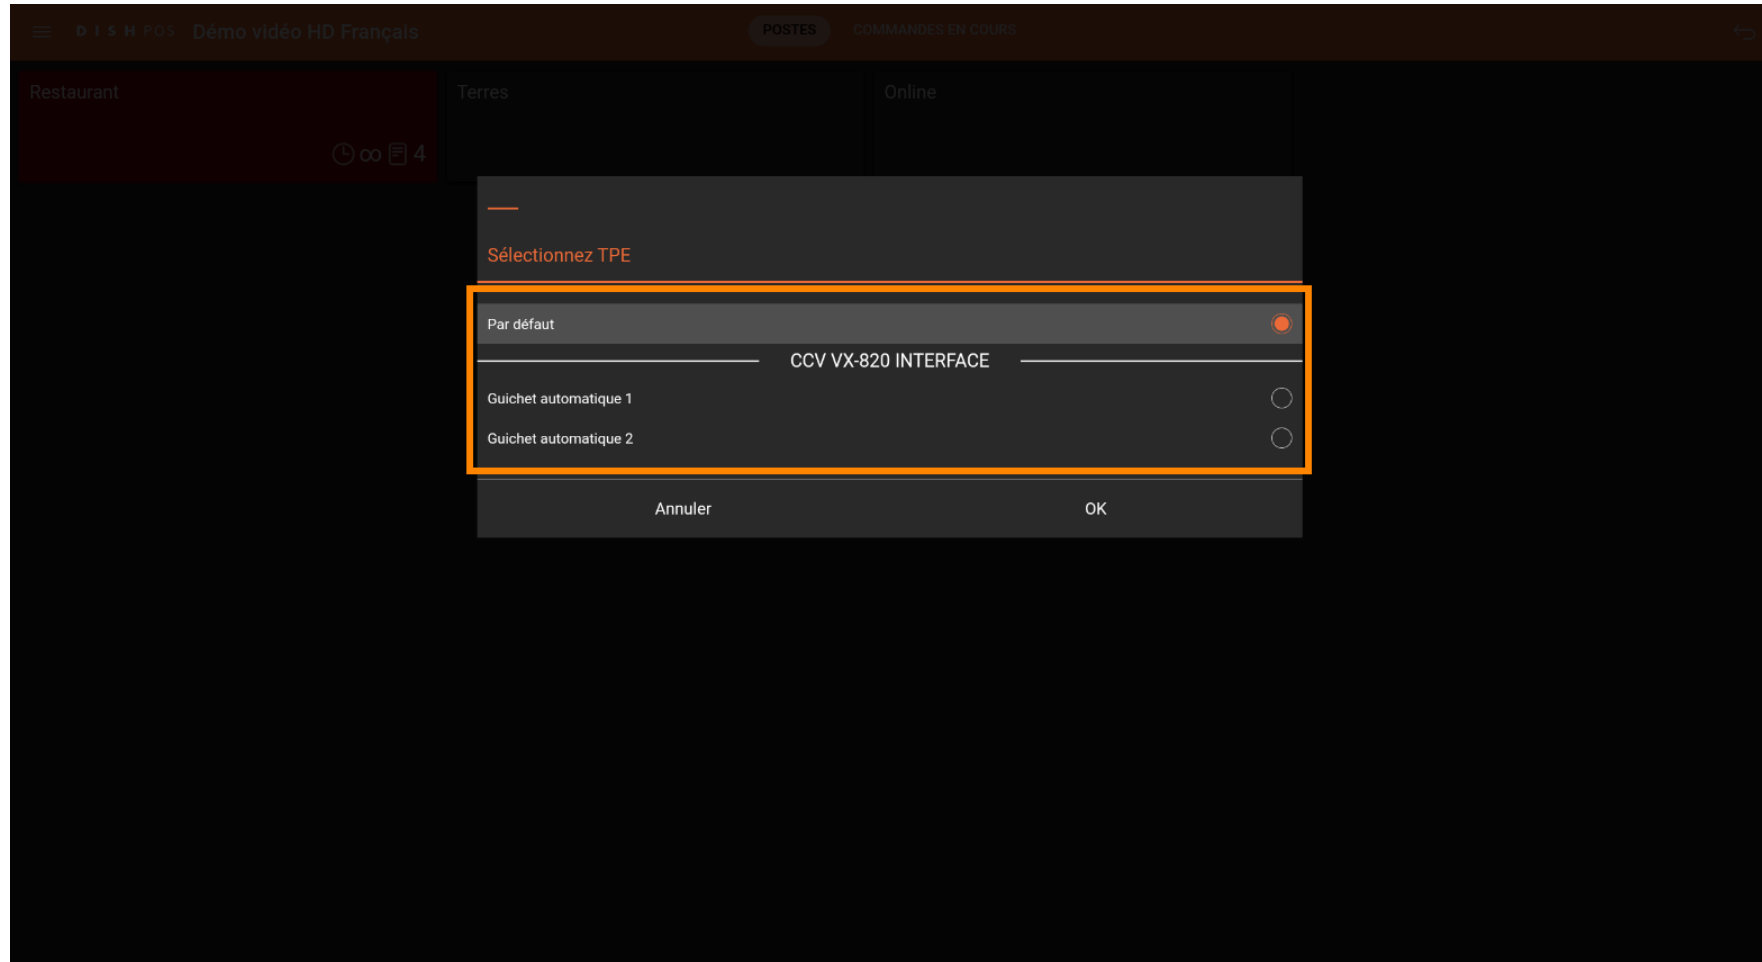 DISH POS Démo vidéo HD Français
POSTES COMMANDES EN COURS
Restaurant
4
Terres
Online
Sélectionnez TPE
Par défaut
CCV VX-820 INTERFACE
Guichet automatique 1
Guichet automatique 2
Annuler
OK